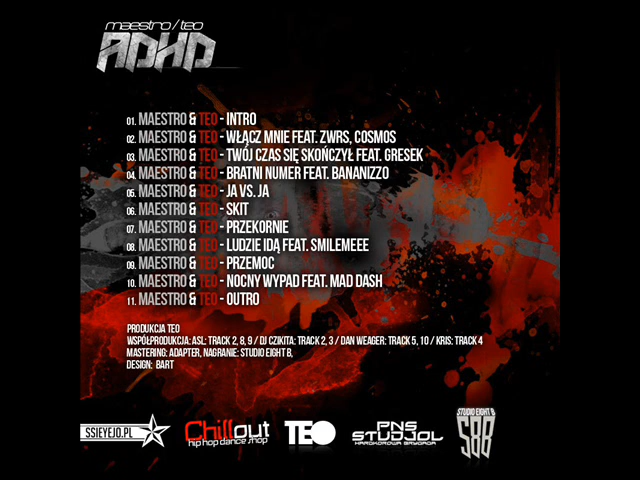 maestro/teo
ADHD
01. MAESTRO & TEO - INTRO
02. MAESTRO & TEO - WŁĄCZ MNIE FEAT. ZWRS, COSMOS
03. MAESTRO & TEO - TWÓJ CZAS SIĘ SKOŃCZYŁ FEAT. GRESEK
04. MAESTRO & TEO - BRATNI NUMER FEAT. BANANIZZO
05. MAESTRO & TEO - JA VS. JA
06. MAESTRO & TEO - SKIT
07. MAESTRO & TEO - PRZEKORNIE
08. MAESTRO & TEO - LUDZIE IDĄ FEAT. SMILEMEEE
09. MAESTRO & TEO - PRZEMOC
10. MAESTRO & TEO - NOCNY WYPAD FEAT. MAD DASH
11. MAESTRO & TEO - OUTRO
PRODUKCJA TEO
WSPÓŁPRODUKCJA: ASL: TRACK 2, 8, 9 / DJ CZIKITA: TRACK 2, 3 / DAN WEAGER: TRACK 5, 10 / KRIS: TRACK 4
MASTERING: ADAPTER, NAGRANIE: STUDIO EIGHT B,
DESIGN: BART
SSIEYEJO.PL
Chillout
hip hop dance shop
TEO
PNS
STUDJOL
HARDKOROWA BRYGADA
STUDIO EIGHT B
S8B